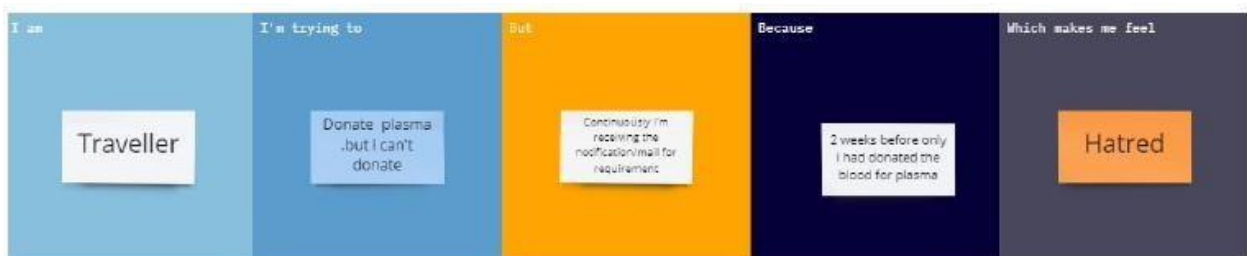 I am
Traveller
I'm trying to
Donate plasma
.but i can't
donate
But
Continuously i'm
receiving the
notification/mail for
requirement
Because
2 weeks before only
i had donated the
blood for plasma
Which makes me feel
Hatred